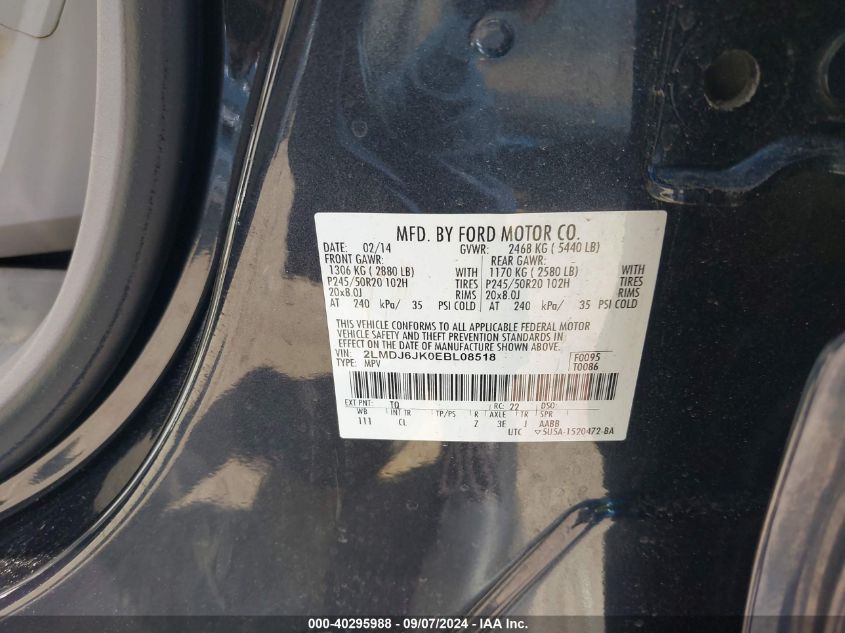 MFD. BY FORD MOTOR CO.
DATE: 02/14 GVWR: 2468 KG ( 5440 LB)
FRONT GAWR: REAR GAWR:
1306 KG ( 2880 LB) WITH 1170 KG ( 2580 LB) WITH
P245/50R20 102H TIRES P245/50R20 102H TIRES
20x8.0J RIMS 20x8.0J RIMS
AT 240 kPa/ 35 PSI COLD AT 240 kPa/ 35 PSI COLD
THIS VEHICLE CONFORMS TO ALL APPLICABLE FEDERAL MOTOR
VEHICLE SAFETY AND THEFT PREVENTION STANDARDS IN
EFFECT ON THE DATE OF MANUFACTURE SHOWN ABOVE.
VIN: 2LMDJ6JK0EBL08518 F0095
TYPE: MPV T0086
EXT PNT: TQ RC: 22 DSO:
WB INT TR TP/PS R AXLE TR SPR
111 CL Z 3E J AABB
UTC ▽SUSA-1520472-BA
000-40295988 - 09/07/2024 - IAA Inc.